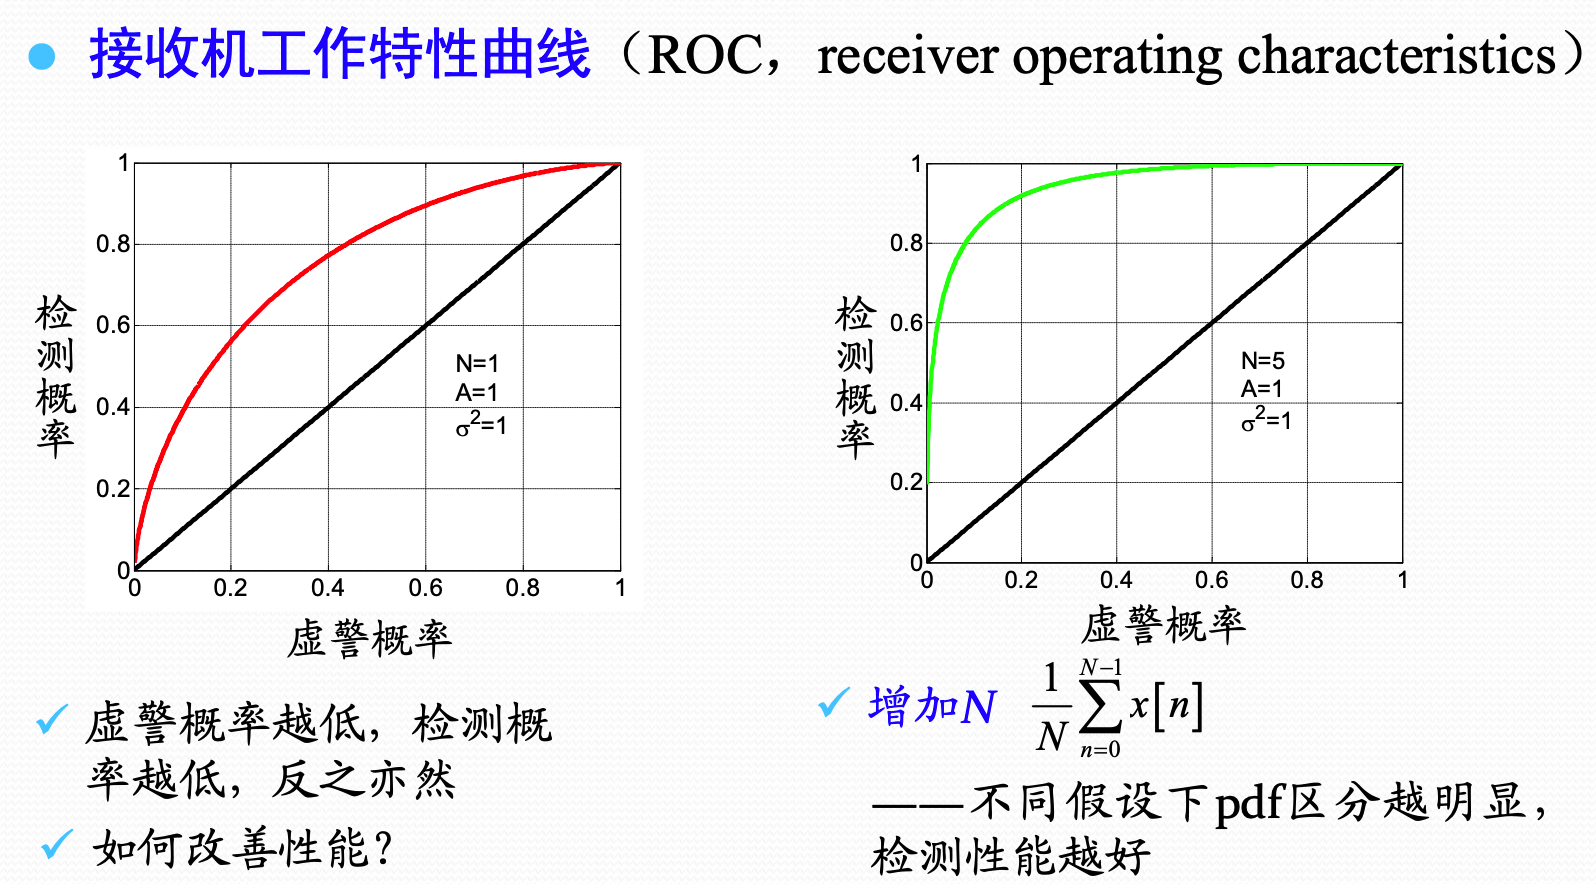 ● 接收机工作特性曲线（ROC，receiver operating characteristics）
1
0.8
0.6
0.4
0.2
0
0 0.2 0.4 0.6 0.8 1
检测概率
N=1
A=1
σ²=1
虚警概率
1
0.8
0.6
0.4
0.2
0
0 0.2 0.4 0.6 0.8 1
检测概率
N=5
A=1
σ²=1
虚警概率
✓ 虚警概率越低，检测概
率越低，反之亦然
✓ 如何改善性能？
✓ 增加N $\frac{1}{N}\sum_{n=0}^{N-1}x[n]$
——不同假设下pdf区分越明显，
检测性能越好